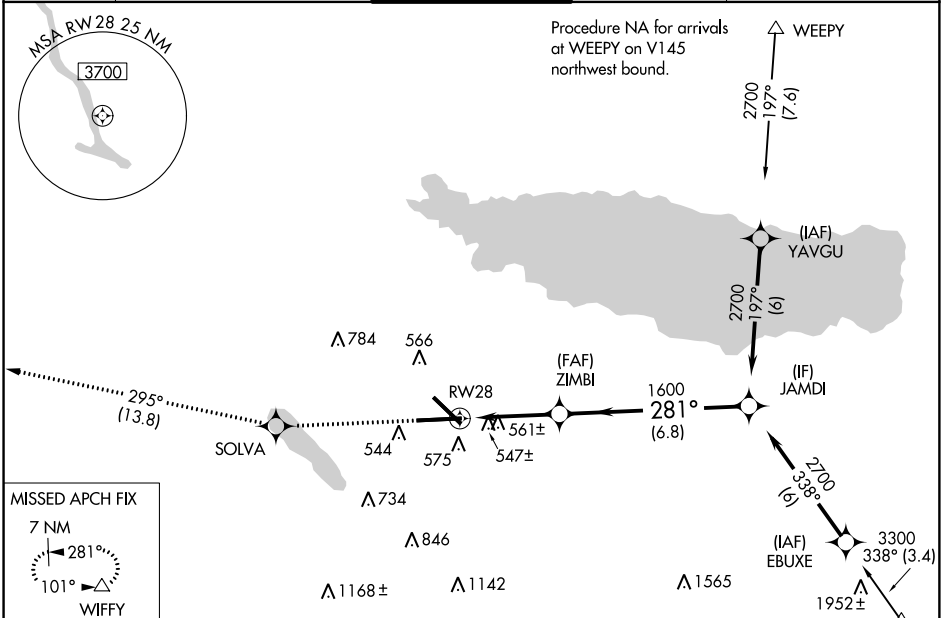 MSA RW 28 25 NM
3700
Procedure NA for arrivals
at WEEPY on V145
northwest bound.
WEEPY
2700
197°
(7.6)
(IAF)
YAVGU
2700
197°
(6)
784
566
RW28
(FAF)
ZIMBI
1600
281°
(6.8)
(IF)
JAMDI
295°
(13.8)
SOLVA
544
575
561±
547±
734
846
1168±
1142
1565
2700
338°
(6)
(IAF)
EBUXE
3300
338° (3.4)
1952±
MISSED APCH FIX
7 NM
281°
101°
WIFFY